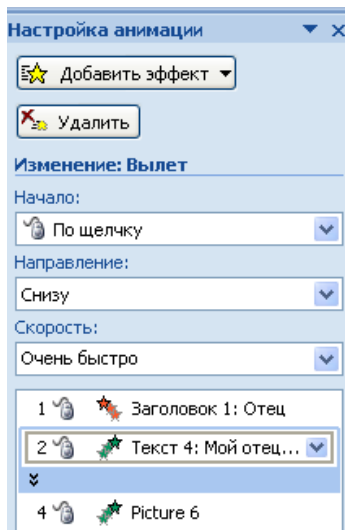 Настройка анимации
Добавить эффект
Удалить
Изменение: Вылет
Начало:
По щелчку
Направление:
Снизу
Скорость:
Очень быстро
1 Заголовок 1: Отец
2 Текст 4: Мой отец...
4 Picture 6